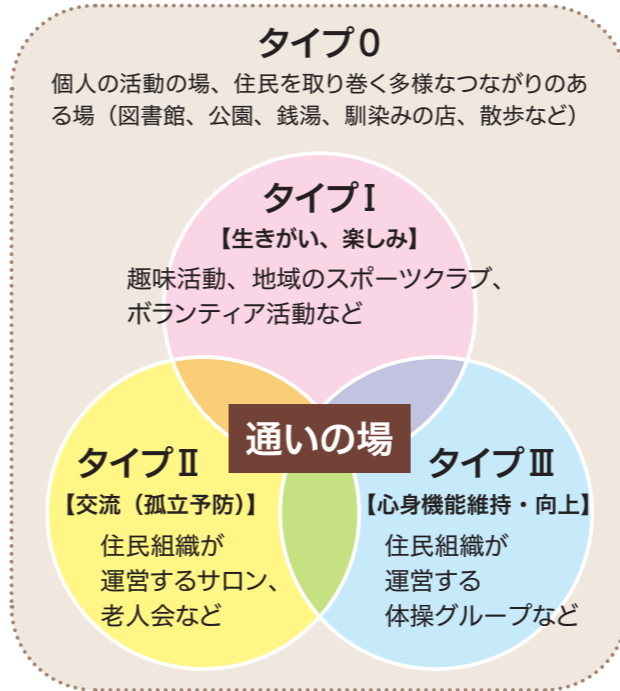 タイプ0
個人の活動の場、住民を取り巻く多様なつながりのあ
る場（図書館、公園、銭湯、馴染みの店、散歩など）
タイプⅠ
【生きがい、楽しみ】
趣味活動、地域のスポーツクラブ、
ボランティア活動など
通いの場
タイプⅡ
【交流（孤立予防）】
住民組織が
運営するサロン、
老人会など
タイプⅢ
【心身機能維持・向上】
住民組織が
運営する
体操グループなど